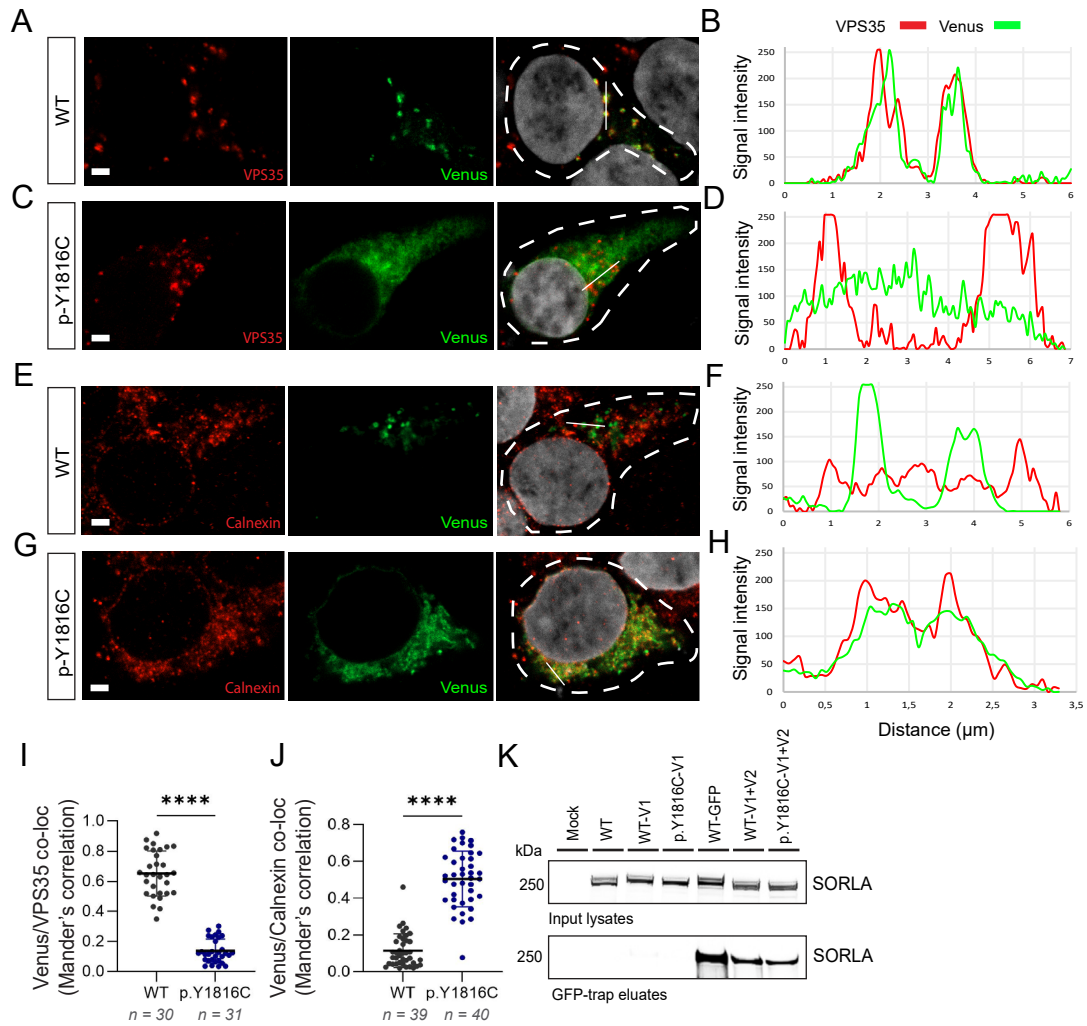 A
WT
VPS35
Venus
B
VPS35 Venus
Signal intensity
250
200
150
100
50
0
0 1 2 3 4 5 6
C
p-Y1816C
VPS35
Venus
D
Signal intensity
250
200
150
100
50
0
0 1 2 3 4 5 6 7
E
WT
Calnexin
Venus
F
Signal intensity
250
200
150
100
50
0
0 1 2 3 4 5 6
G
p-Y1816C
Calnexin
Venus
H
Signal intensity
250
200
150
100
50
0
0 0,5 1 1,5 2 2,5 3 3,5
Distance (µm)
I
Venus/VPS35 co-loc
(Mander's correlation)
****
1.0
0.8
0.6
0.4
0.2
0.0
WT p.Y1816C
n = 30 n = 31
J
Venus/Calnexin co-loc
(Mander's correlation)
****
0.8
0.6
0.4
0.2
0.0
WT p.Y1816C
n = 39 n = 40
K
Mock
WT
WT-V1
p.Y1816C-V1
WT-GFP
WT-V1+V2
p.Y1816C-V1+V2
kDa
250
SORLA
Input lysates
250
SORLA
GFP-trap eluates